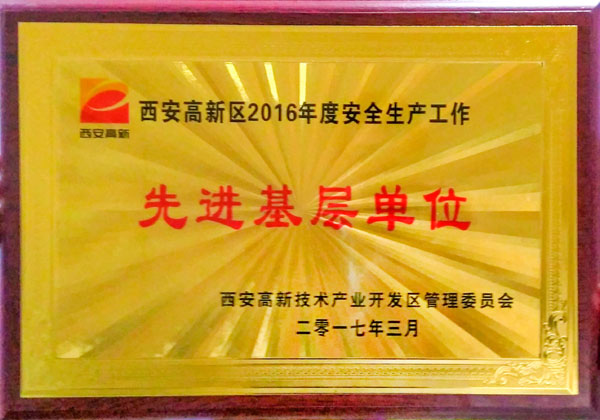 西安高新
西安高新区2016年度安全生产工作
先进基层单位
西安高新技术产业开发区管理委员会
二零一七年三月